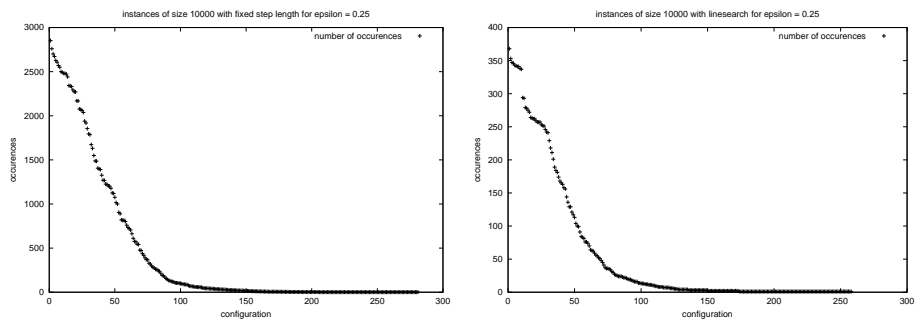 instances of size 10000 with fixed step length for epsilon = 0.25
3000
2500
2000
1500
1000
500
0
occurences
number of occurences
0 50 100 150 200 250 300
configuration
instances of size 10000 with linesearch for epsilon = 0.25
400
350
300
250
200
150
100
50
0
occurences
number of occurences
0 50 100 150 200 250 300
configuration